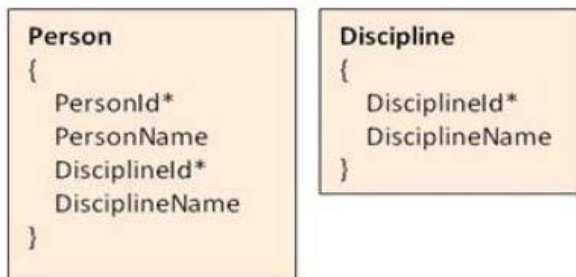 Person
{
PersonId*
PersonName
DisciplineId*
DisciplineName
}
Discipline
{
DisciplineId*
DisciplineName
}